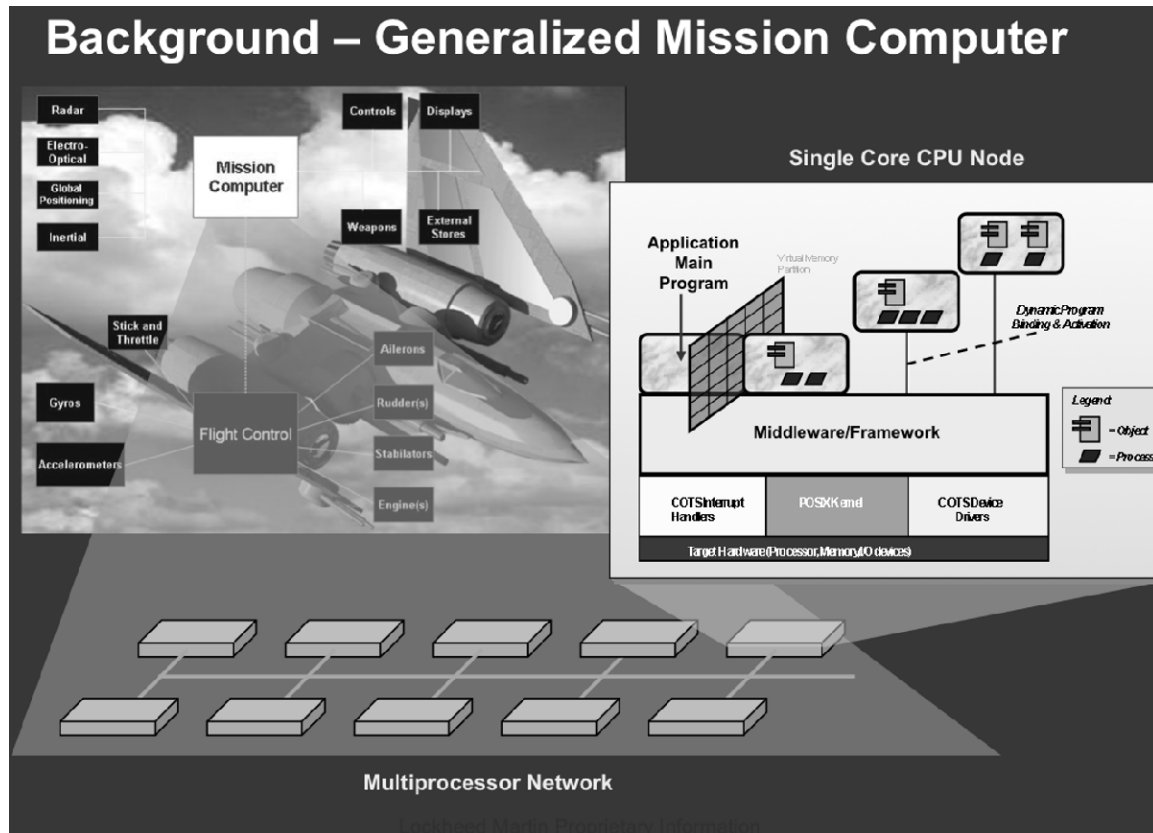 Background – Generalized Mission Computer
Radar
Electro-
Optical
Global
Positioning
Inertial
Mission
Computer
Controls
Displays
Weapons
External
Stores
Stick and
Throttle
Gyros
Accelerometers
Flight Control
Ailerons
Rudder(s)
Stabilators
Engine(s)
Single Core CPU Node
Application
Main
Program
Virtual Memory
Partition
Dynamic Program
Binding & Activation
Middleware/Framework
Legend
= Object
= Process
COTS Interrupt
Handlers
POSIX Kernel
COTS Device
Drivers
Target Hardware (Processor, Memory, I/O devices)
Multiprocessor Network
Lockheed Martin Proprietary Information